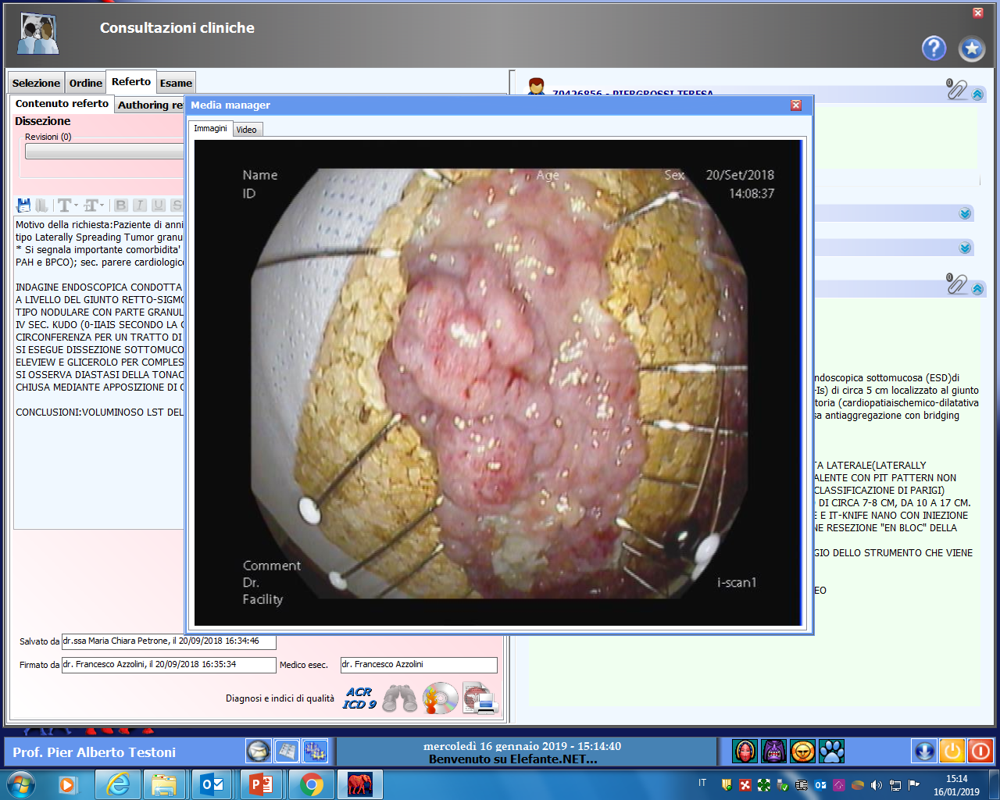 Consultazioni cliniche
Selezione
Ordine
Referto
Esame
Contenuto referto
Authoring re
Dissezione
Revisioni (0)
Motivo della richiesta:Paziente di anni
tipo Laterally Spreading Tumor granu
* Si segnala importante comorbidita'
PAH e BPCO); sec. parere cardiologic
INDAGINE ENDOSCOPICA CONDOTTA
A LIVELLO DEL GIUNTO RETTO-SIGMO
TIPO NODULARE CON PARTE GRANUL
IV SEC. KUDO (0-IIAIS SECONDO LA C
CIRCONFERENZA PER UN TRATTO DI
SI ESEGUE DISSEZIONE SOTTOMUCO
ELEVIEW E GLICEROLO PER COMPLES
SI OSSERVA DIASTASI DELLA TONAC
CHIUSA MEDIANTE APPOSIZIONE DI C
CONCLUSIONI:VOLUMINOSO LST DEL
Salvato da
dr.ssa Maria Chiara Petrone, il 20/09/2018 16:34:46
Firmato da
dr. Francesco Azzolini, il 20/09/2018 16:35:34
Medico esec.
dr. Francesco Azzolini
Diagnosi e indici di qualità
ACR
ICD 9
70426856 - PIERGROSSI TERESA
0
0
Media manager
Immagini
Video
Name
Age
Sex
20/Set/2018
ID
14:08:37
Comment
Dr.
Facility
i-scan1
endoscopica sottomucosa (ESD)di
-Is) di circa 5 cm localizzato al giunto
toria (cardiopatiaischemico-dilatativa
sa antiaggregazione con bridging
TA LATERALE(LATERALLY
ALENTE CON PIT PATTERN NON
CLASSIFICAZIONE DI PARIGI)
DI CIRCA 7-8 CM, DA 10 A 17 CM.
E E IT-KNIFE NANO CON INIEZIONE
NE RESEZIONE "EN BLOC" DELLA
GIO DELLO STRUMENTO CHE VIENE
EO
Prof. Pier Alberto Testoni
mercoledì 16 gennaio 2019 - 15:14:40
Benvenuto su Elefante.NET...
IT
15:14
16/01/2019